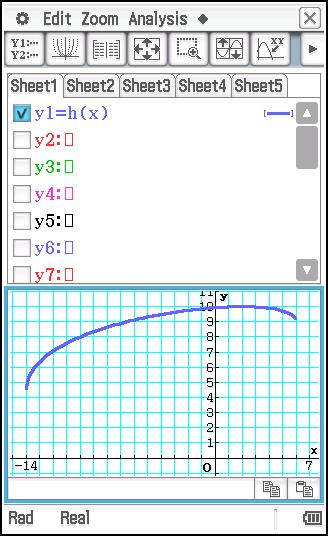 Edit Zoom Analysis
Y1:··· Y2:···
XY
Sheet1 Sheet2 Sheet3 Sheet4 Sheet5
y1=h(x)
y2:
y3:
y4:
y5:
y6:
y7:
y
11
10
9
8
7
6
5
4
3
2
1
x
-14 O 7
Rad Real